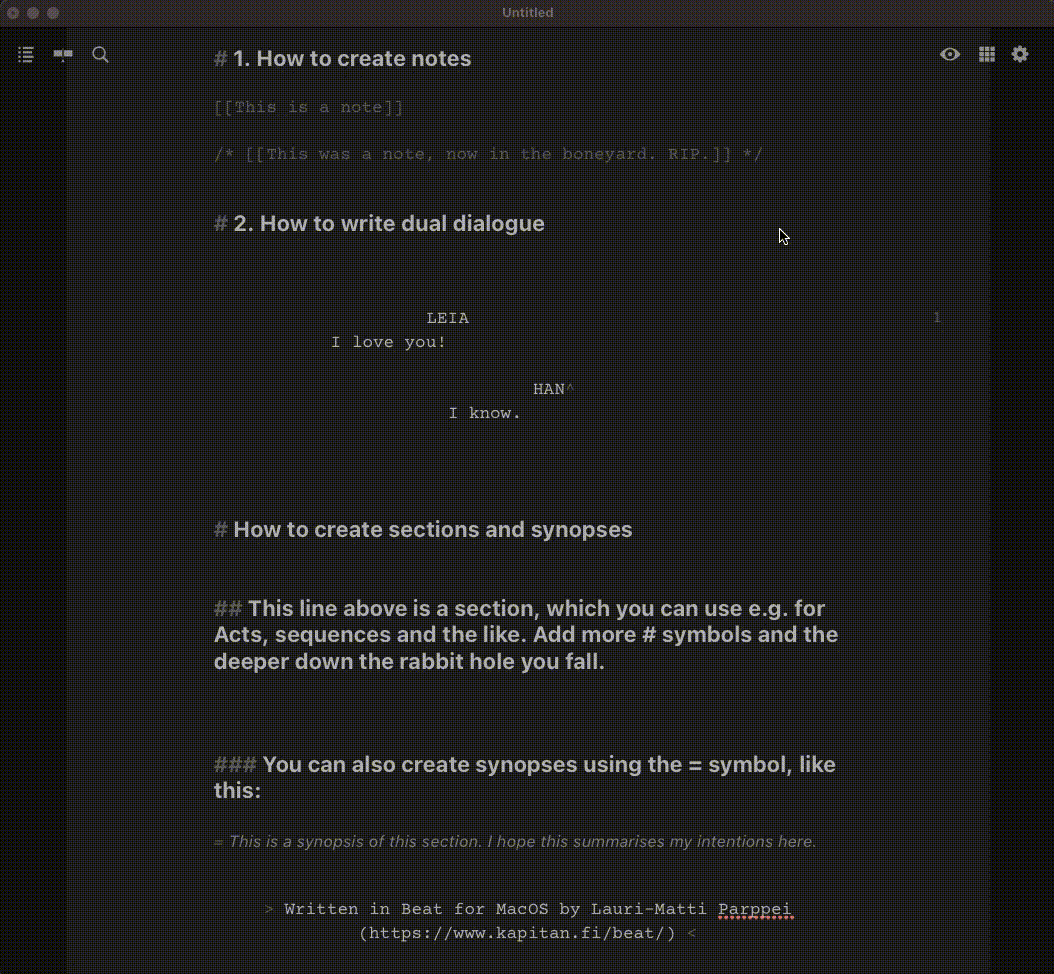 Untitled
# 1. How to create notes
[[This is a note]]
/* [[This was a note, now in the boneyard. RIP.]] */
# 2. How to write dual dialogue
LEIA
1
I love you!
HAN^
I know.
# How to create sections and synopses
## This line above is a section, which you can use e.g. for
Acts, sequences and the like. Add more # symbols and the
deeper down the rabbit hole you fall.
### You can also create synopses using the = symbol, like
this:
= This is a synopsis of this section. I hope this summarises my intentions here.
> Written in Beat for MacOS by Lauri-Matti Parppei
(https://www.kapitan.fi/beat/) <